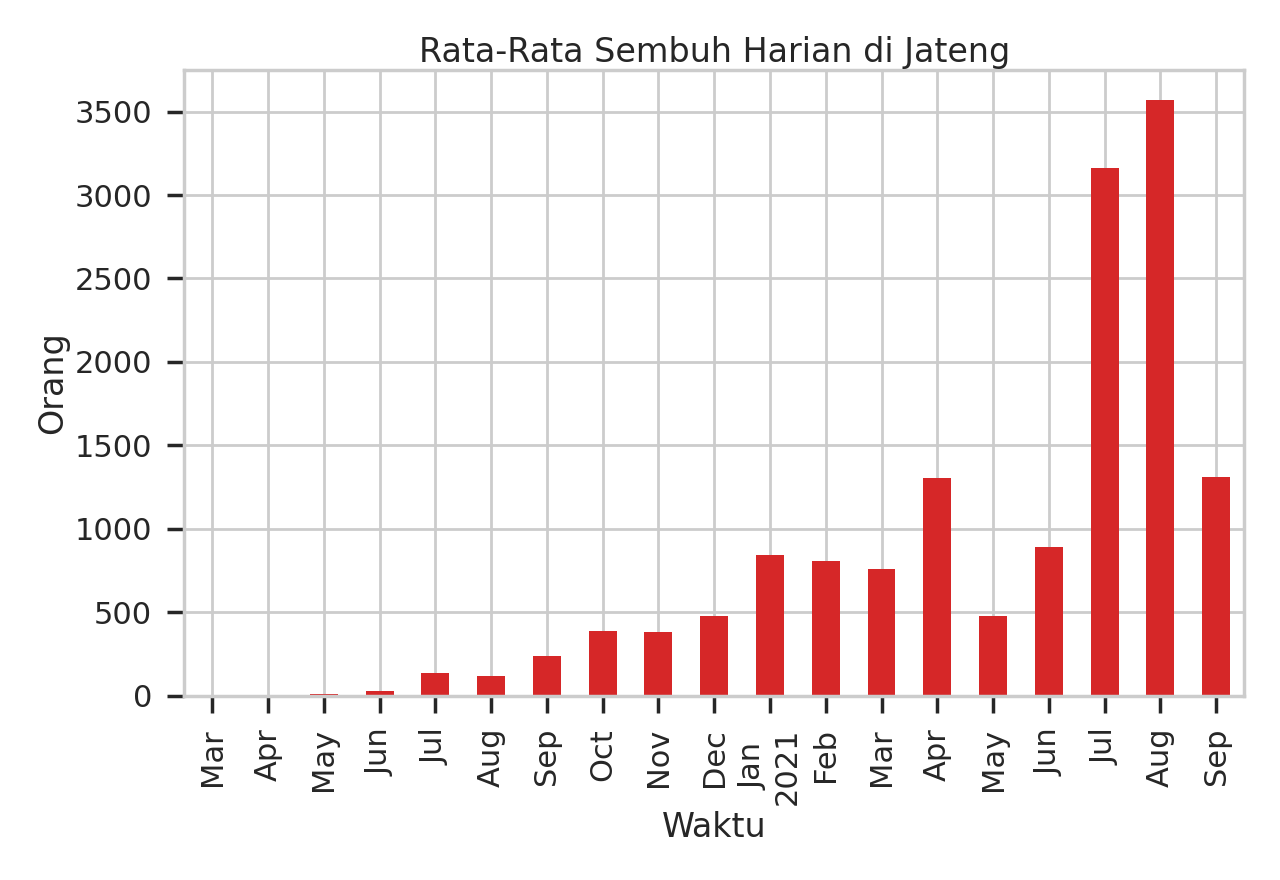 Rata-Rata Sembuh Harian di Jateng
3500
3000
2500
2000
1500
1000
500
0
Orang
Mar
Apr
May
Jun
Jul
Aug
Sep
Oct
Nov
Dec
Jan
2021
Feb
Mar
Apr
May
Jun
Jul
Aug
Sep
Waktu